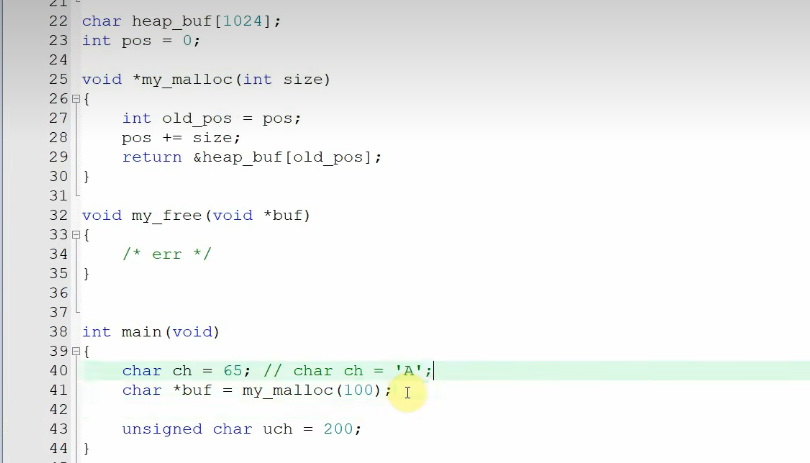 21
22 char heap_buf[1024];
23 int pos = 0;
24
25 void *my_malloc(int size)
26 {
27     int old_pos = pos;
28     pos += size;
29     return &heap_buf[old_pos];
30 }
31
32 void my_free(void *buf)
33 {
34     /* err */
35 }
36
37
38 int main(void)
39 {
40     char ch = 65; // char ch = 'A';
41     char *buf = my_malloc(100);
42
43     unsigned char uch = 200;
44 }